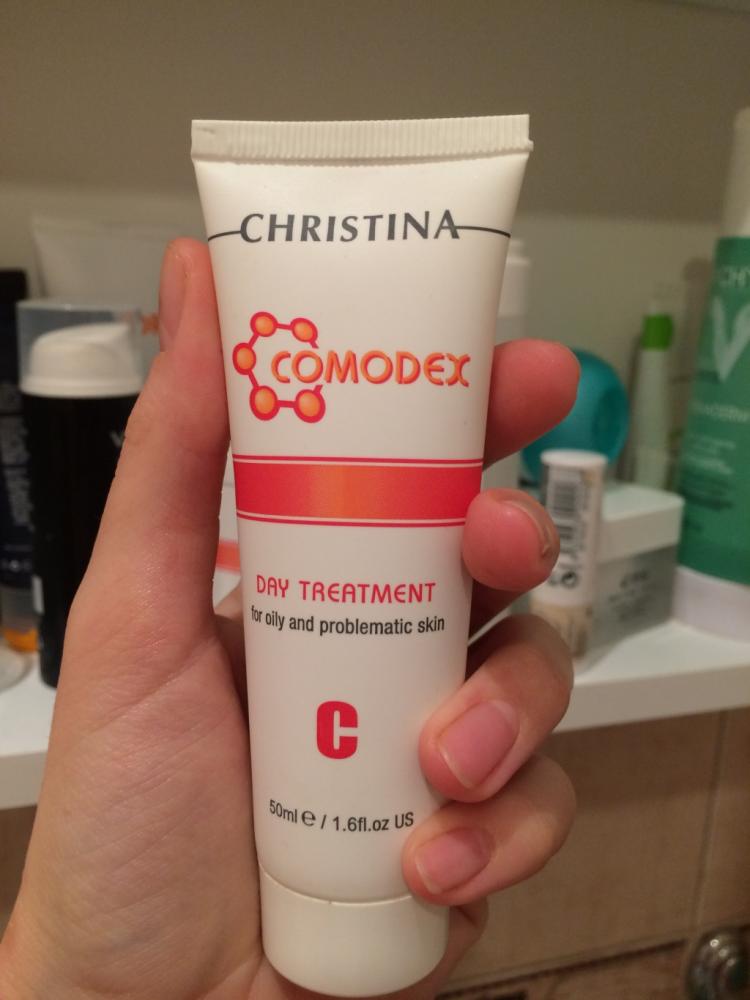 CHRISTINA
COMODEX
DAY TREATMENT
for oily and problematic skin
C
50ml e / 1.6fl.oz US